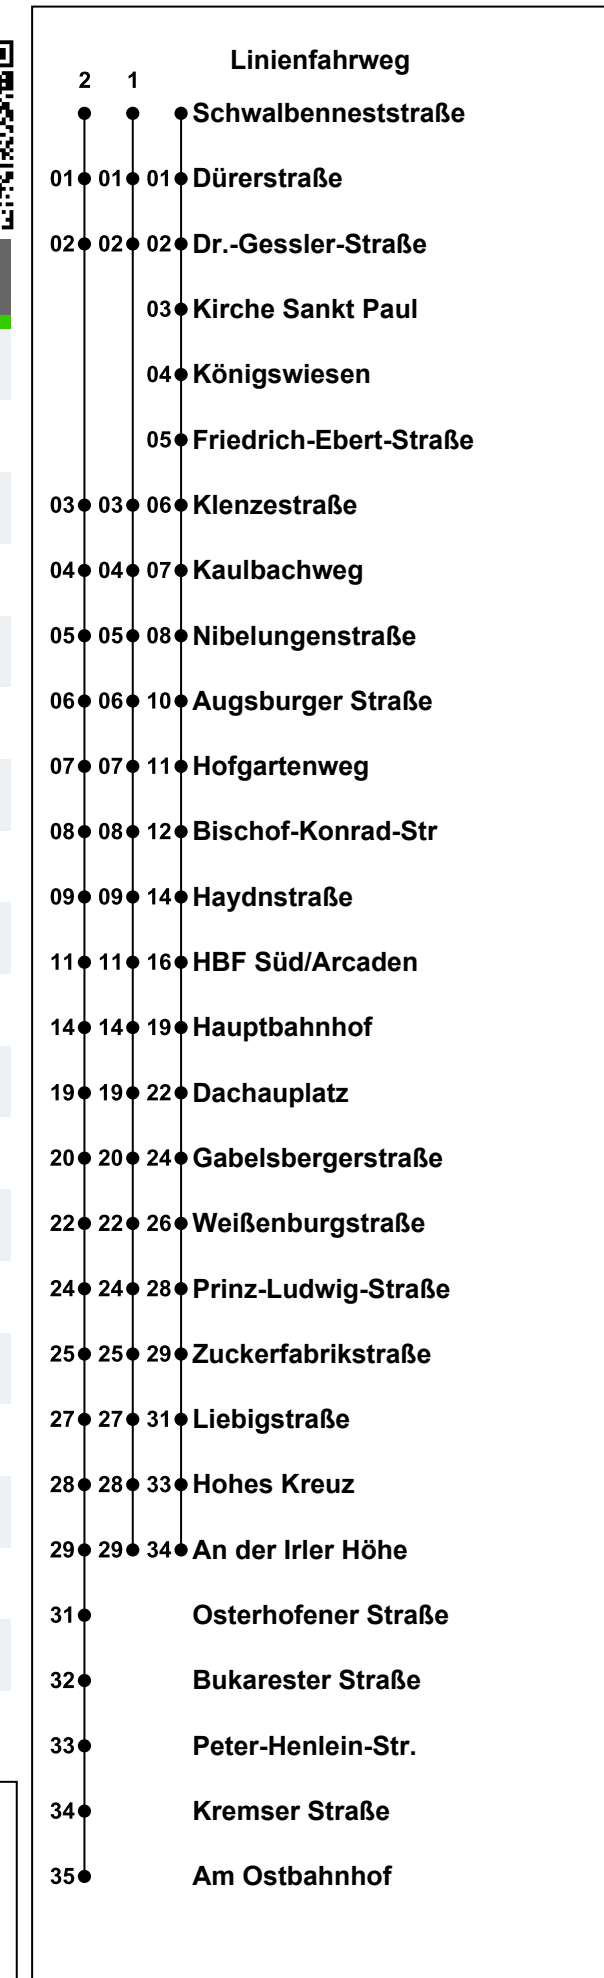 Linienfahrweg
2 1
Schwalbenneststraße
01 01 01 Dürerstraße
02 02 02 Dr.-Gessler-Straße
03 Kirche Sankt Paul
04 Königswiesen
05 Friedrich-Ebert-Straße
03 03 06 Klenzestraße
04 04 07 Kaulbachweg
05 05 08 Nibelungenstraße
06 06 10 Augsburger Straße
07 07 11 Hofgartenweg
08 08 12 Bischof-Konrad-Str
09 09 14 Haydnstraße
11 11 16 HBF Süd/Arcaden
14 14 19 Hauptbahnhof
19 19 22 Dachauplatz
20 20 24 Gabelsbergerstraße
22 22 26 Weißenburgstraße
24 24 28 Prinz-Ludwig-Straße
25 25 29 Zuckerfabrikstraße
27 27 31 Liebigstraße
28 28 33 Hohes Kreuz
29 29 34 An der Irler Höhe
31 Osterhofener Straße
32 Bukarester Straße
33 Peter-Henlein-Str.
34 Kremser Straße
35 Am Ostbahnhof